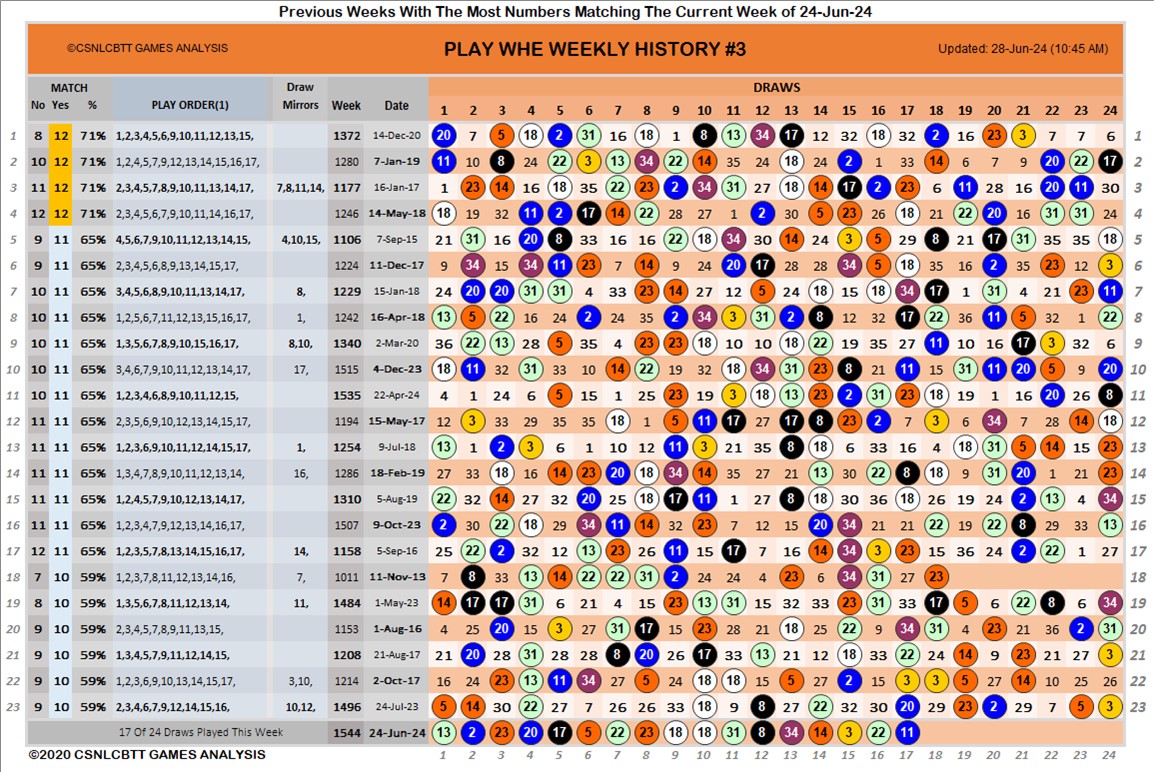 Previous Weeks With The Most Numbers Matching The Current Week of 24-Jun-24
©CSNLCBTT GAMES ANALYSIS PLAY WHE WEEKLY HISTORY #3 Updated: 28-Jun-24 (10:45 AM)
MATCH Draw DRAWS
No Yes % PLAY ORDER(1) Mirrors Week Date 1 2 3 4 5 6 7 8 9 10 11 12 13 14 15 16 17 18 19 20 21 22 23 24
1 8 12 71% 1,2,3,4,5,6,9,10,11,12,13,15, 1372 14-Dec-20 20 7 5 18 2 31 16 18 1 8 13 34 17 12 32 18 32 2 16 23 3 7 7 6 1
2 10 12 71% 1,2,4,5,7,9,12,13,14,15,16,17, 1280 7-Jan-19 11 10 8 24 22 3 13 34 22 14 35 24 18 24 2 1 33 14 6 7 9 20 22 17 2
3 11 12 71% 2,3,4,5,7,8,9,10,11,13,14,17, 7,8,11,14, 1177 16-Jan-17 1 23 14 16 18 35 22 23 2 34 31 27 18 14 17 2 23 6 11 28 16 20 11 30 3
4 12 12 71% 2,3,4,5,6,7,9,10,11,14,16,17, 1246 14-May-18 18 19 32 11 2 17 14 22 28 27 1 2 30 5 23 26 18 21 22 20 16 31 31 24 4
5 9 11 65% 4,5,6,7,9,10,11,12,13,14,15, 4,10,15, 1106 7-Sep-15 21 31 16 20 8 33 16 16 22 18 34 30 14 24 3 5 29 8 21 17 31 35 35 18 5
6 9 11 65% 2,3,4,5,6,8,9,13,14,15,17, 1224 11-Dec-17 9 34 15 34 11 23 7 14 9 24 20 17 28 28 34 5 18 35 16 2 35 23 12 3 6
7 10 11 65% 3,4,5,6,8,9,10,11,13,14,17, 8, 1229 15-Jan-18 24 20 20 31 31 4 33 23 14 27 12 5 24 18 15 18 34 17 1 31 4 21 23 11 7
8 10 11 65% 1,2,5,6,7,11,12,13,15,16,17, 1, 1242 16-Apr-18 13 5 22 16 24 2 24 35 2 34 3 31 2 8 12 32 17 22 36 11 5 32 1 22 8
9 10 11 65% 1,3,5,6,7,8,9,10,15,16,17, 8,10, 1340 2-Mar-20 36 22 13 28 5 35 4 23 23 18 10 10 18 22 19 35 27 11 10 16 17 3 32 6 9
10 10 11 65% 3,4,6,7,9,10,11,12,13,14,17, 17, 1515 4-Dec-23 18 11 32 31 33 10 14 22 19 32 18 34 31 23 8 21 11 15 31 11 20 5 9 20 10
11 10 11 65% 1,2,3,4,6,8,9,10,11,12,15, 1535 22-Apr-24 4 1 24 6 5 15 1 25 23 19 3 18 13 23 2 31 23 18 19 1 16 20 26 8 11
12 11 11 65% 1,2,3,4,5,6,9,10,15,16,17, 1194 15-May-17 12 3 33 29 35 35 18 1 5 11 17 27 17 8 23 2 7 3 6 34 7 28 14 18 12
13 11 11 65% 1,2,3,6,7,9,10,11,14,15,17, 1, 1254 9-Jul-18 13 1 2 3 6 1 10 12 11 3 21 35 8 18 6 33 16 4 18 31 5 14 15 23 13
14 11 11 65% 1,3,4,7,8,9,10,11,12,13,14, 16, 1286 18-Feb-19 27 33 18 16 14 23 20 18 34 14 35 27 21 13 30 22 8 18 9 31 20 1 21 23 14
15 11 11 65% 1,2,4,5,7,9,10,12,13,14,17, 1310 5-Aug-19 22 32 14 27 32 20 25 18 17 11 1 27 8 18 30 36 18 26 19 24 2 13 4 34 15
16 11 11 65% 1,2,3,4,7,9,12,13,14,16,17, 1507 9-Oct-23 2 30 22 18 29 34 11 14 32 23 7 12 15 20 34 21 21 22 19 22 8 29 33 13 16
17 12 11 65% 1,2,3,5,7,8,13,14,15,16,17, 14, 1158 5-Sep-16 25 22 2 32 12 13 23 26 11 15 17 7 16 14 34 3 23 15 36 24 2 22 1 27 17
18 7 10 59% 1,2,3,7,8,11,12,13,14,16, 7, 1011 11-Nov-13 7 8 33 13 14 22 22 31 2 24 24 4 23 6 34 31 27 23 18
19 8 10 59% 1,3,5,6,7,8,11,12,13,14, 11, 1484 1-May-23 14 17 17 31 6 21 4 15 23 13 31 15 32 33 23 31 33 17 5 6 22 8 6 34 19
20 9 10 59% 2,3,4,5,7,8,9,11,13,15, 1153 1-Aug-16 4 25 20 15 3 27 31 17 15 23 28 21 18 15 22 9 34 31 4 23 21 36 2 31 20
21 9 10 59% 1,3,4,5,7,9,11,12,14,15, 1208 21-Aug-17 21 20 28 31 28 28 8 20 26 17 33 13 21 12 18 33 22 24 14 9 23 21 27 3 21
22 9 10 59% 1,2,3,6,9,10,13,14,15,17, 3,10, 1214 2-Oct-17 16 24 23 13 11 34 27 5 24 18 18 15 5 27 2 15 3 3 5 27 14 10 25 26 22
23 9 10 59% 2,3,4,6,7,9,12,14,15,16, 10,12, 1496 24-Jul-23 5 14 30 22 27 7 26 26 33 18 9 8 27 22 32 30 20 29 23 2 29 7 5 3 23
17 Of 24 Draws Played This Week 1544 24-Jun-24 13 2 23 20 17 5 22 23 18 18 31 8 34 14 3 22 11
©2020 CSNLCBTT GAMES ANALYSIS 1 2 3 4 5 6 7 8 9 10 11 12 13 14 15 16 17 18 19 20 21 22 23 24